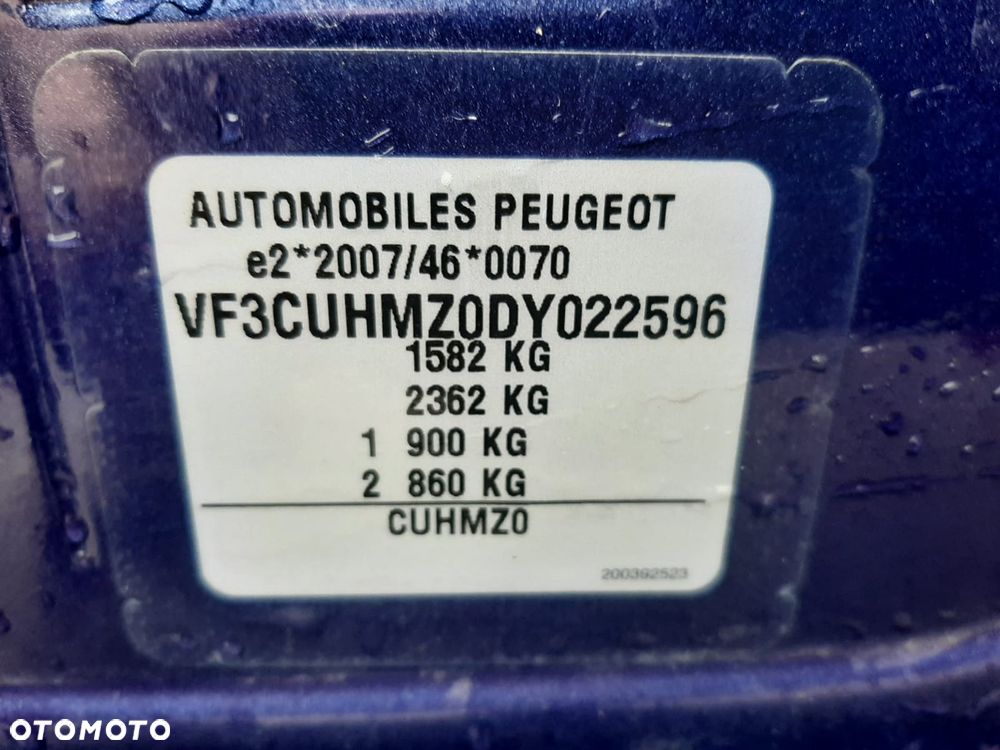 AUTOMOBILES PEUGEOT
e2*2007/46*0070
VF3CUHMZ0DY022596
1582 KG
2362 KG
1 900 KG
2 860 KG
CUHMZ0
200392523
OTOMOTO